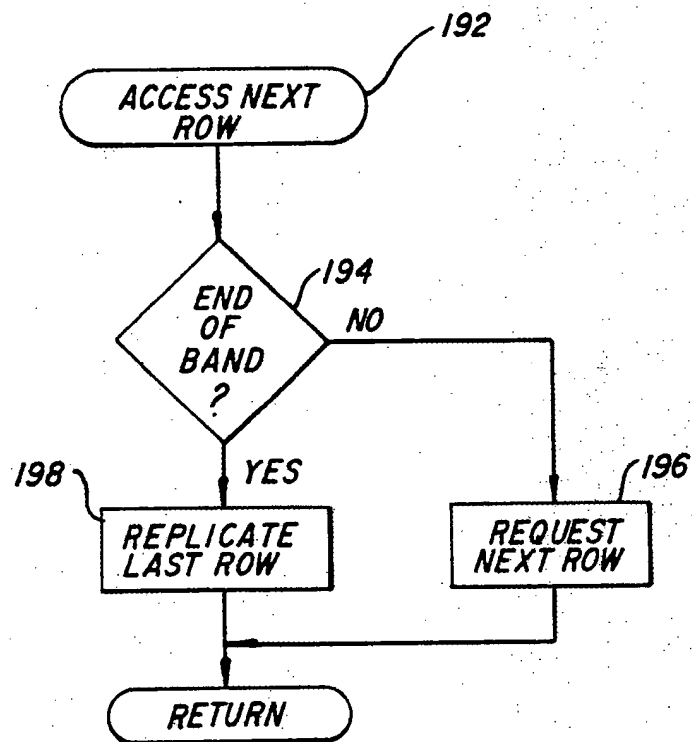 192
ACCESS NEXT
ROW
194
END
OF
BAND
?
NO
YES
198
REPLICATE
LAST ROW
196
REQUEST
NEXT ROW
RETURN